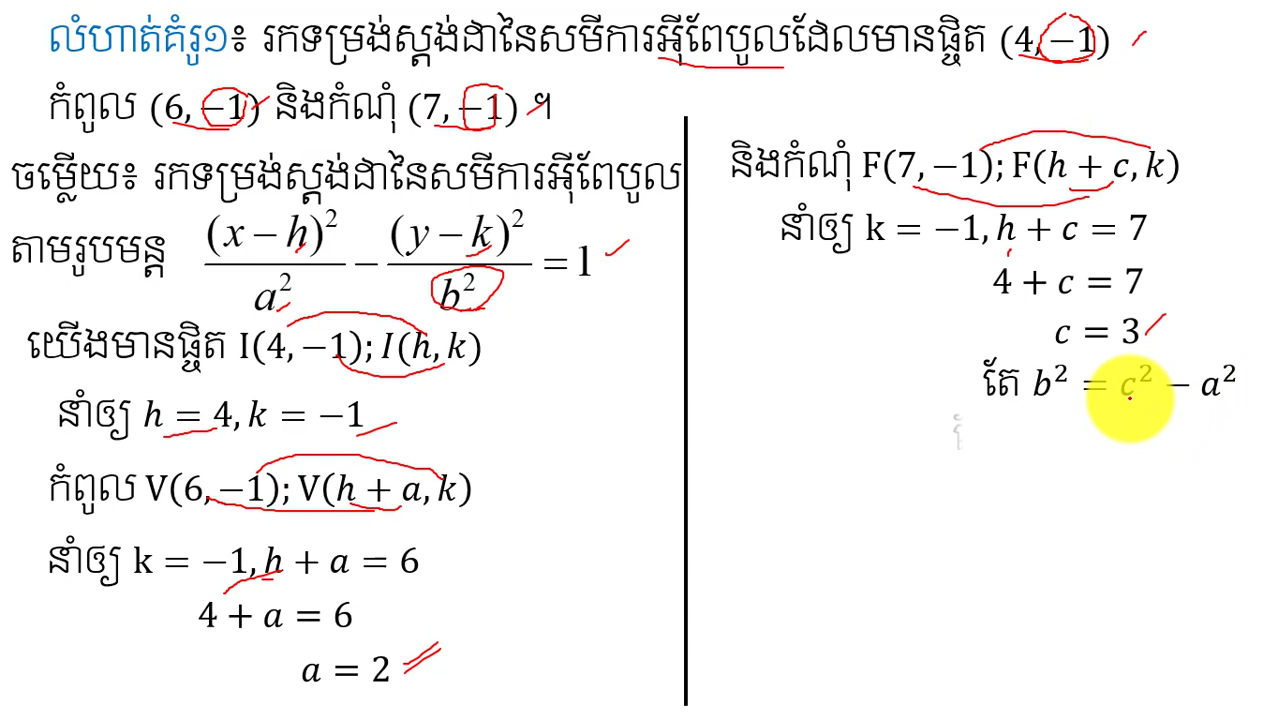 លំហាត់គំរូ១៖ រកទម្រង់ស្តង់ដានៃសមីការអ៊ីពែបូលដែលមានផ្ចិត (4, −1)
កំពូល (6, −1) និងកំណុំ (7, −1) ។
ចម្លើយ៖ រកទម្រង់ស្តង់ដានៃសមីការអ៊ីពែបូល
តាមរូបមន្ត (x − h)²/a² − (y − k)²/b² = 1
យើងមានផ្ចិត I(4, −1); I(h, k)
នាំឲ្យ h = 4, k = −1
កំពូល V(6, −1); V(h + a, k)
នាំឲ្យ k = −1, h + a = 6
4 + a = 6
a = 2
និងកំណុំ F(7, −1); F(h + c, k)
នាំឲ្យ k = −1, h + c = 7
4 + c = 7
c = 3
តែ b² = c² − a²